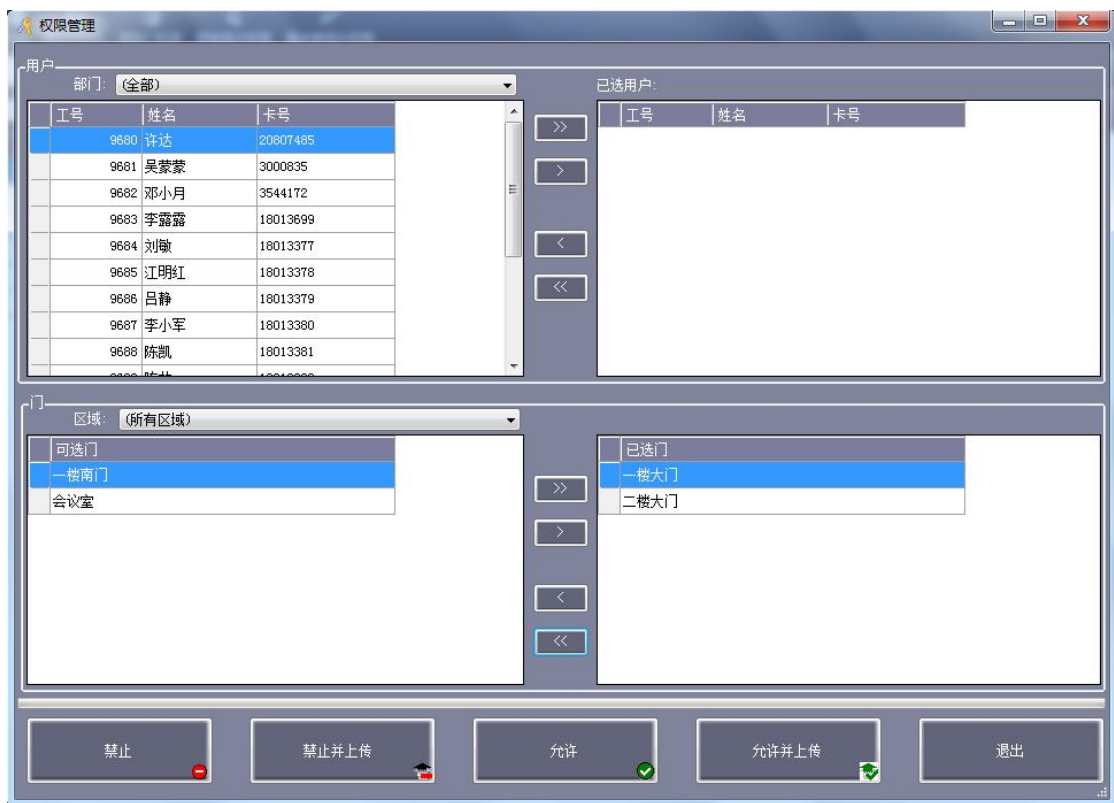 权限管理
用户
部门: (全部)
已选用户:
工号 姓名 卡号
9680 许达 20807485
9681 吴蒙蒙 3000835
9682 邓小月 3544172
9683 李露露 18013699
9684 刘敏 18013377
9685 江明红 18013378
9686 吕静 18013379
9687 李小军 18013380
9688 陈凯 18013381
>>
>
<
<<
工号 姓名 卡号
门
区域: (所有区域)
可选门
一楼南门
会议室
>>
>
<
<<
已选门
一楼大门
二楼大门
禁止 禁止并上传 允许 允许并上传 退出